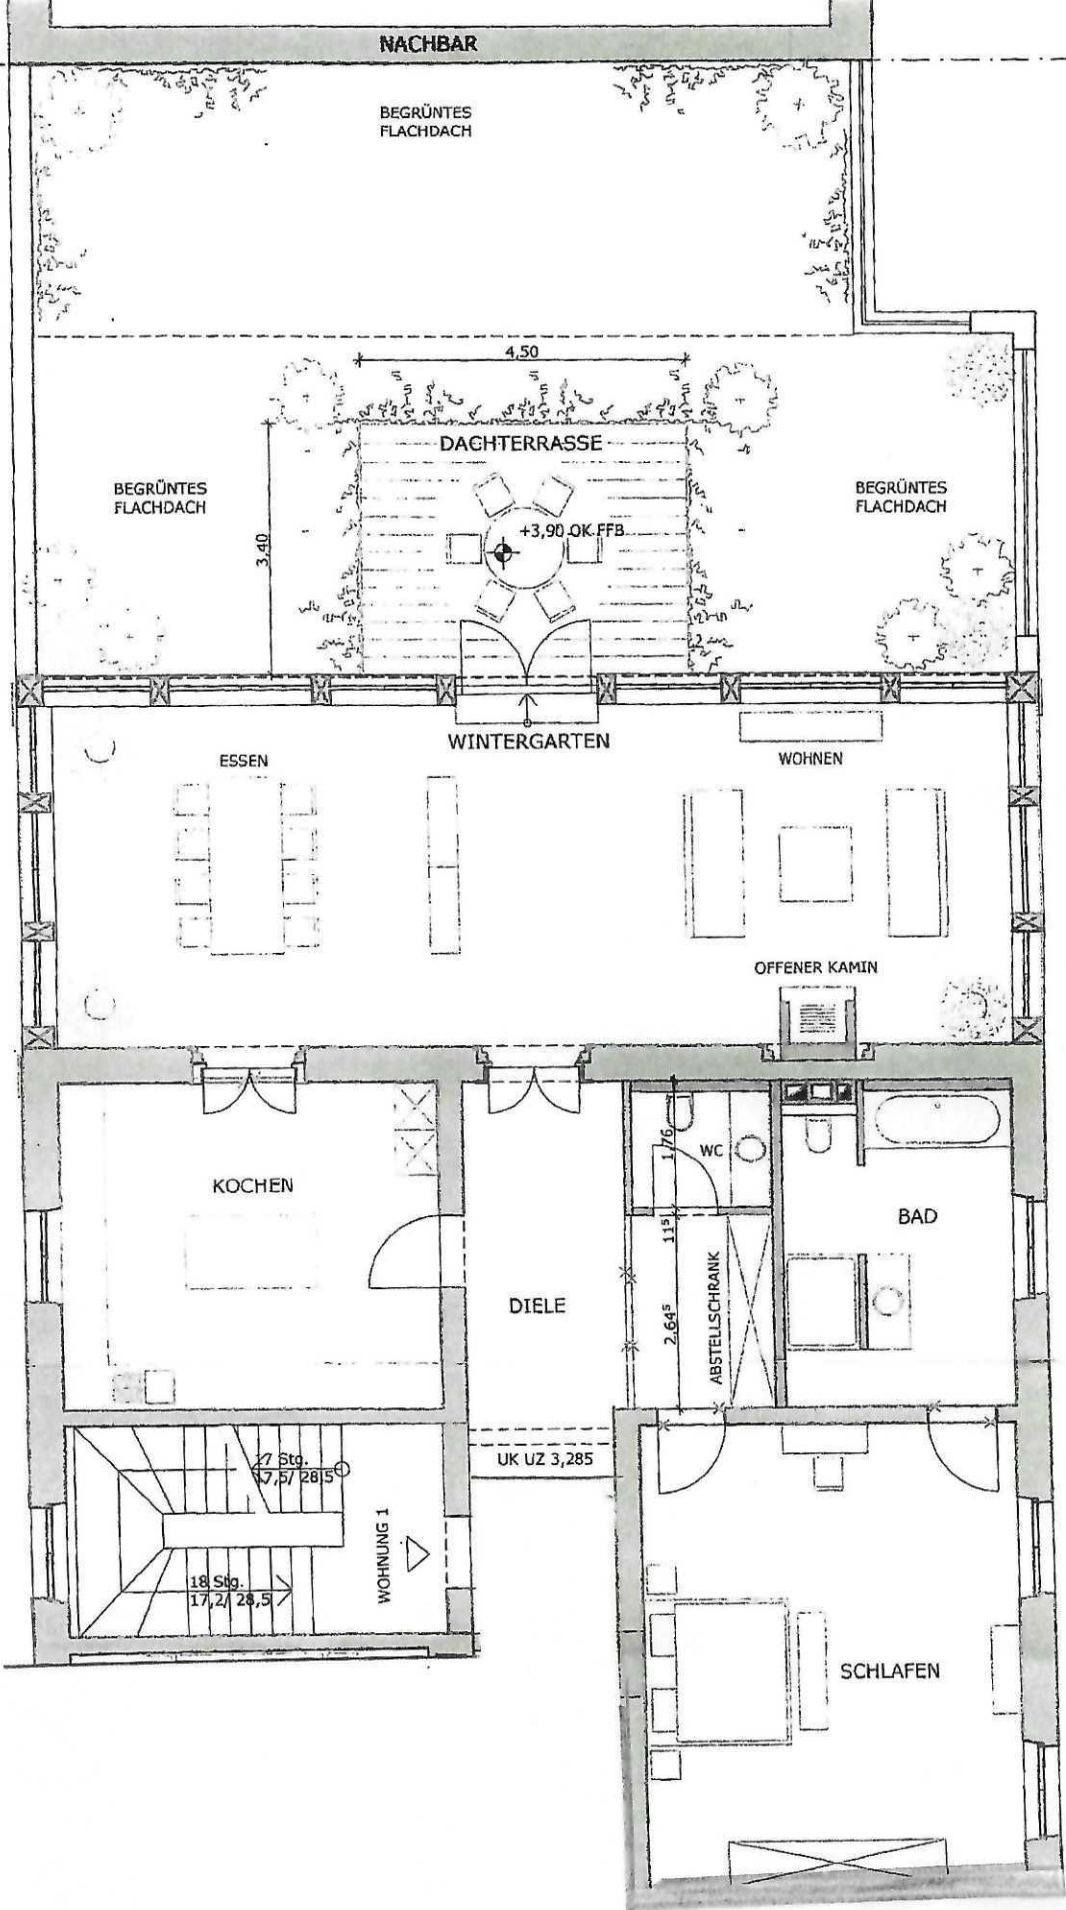 NACHBAR
BEGRÜNTES
FLACHDACH
4,50
DACHTERRASSE
BEGRÜNTES
FLACHDACH
BEGRÜNTES
FLACHDACH
3,40
+3,90 OK FFB
WINTERGARTEN
ESSEN
WOHNEN
OFFENER KAMIN
KOCHEN
1,76
WC
BAD
11⁵
DIELE
2,64⁵
ABSTELLSCHRANK
UK UZ 3,285
17 Stg.
17,5/ 28,5
WOHNUNG 1
18 Stg.
17,2/ 28,5
SCHLAFEN